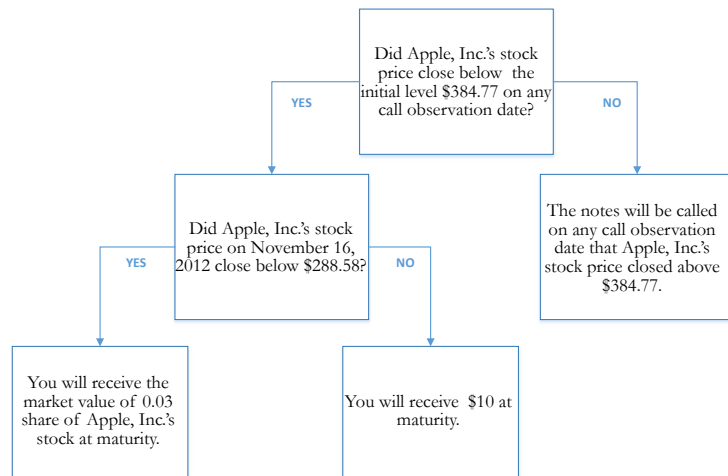 Did Apple, Inc.'s stock
price close below the
initial level $384.77 on any
call observation date?
YES
NO
Did Apple, Inc.'s stock
price on November 16,
2012 close below $288.58?
The notes will be called
on any call observation
date that Apple, Inc.'s
stock price closed above
$384.77.
YES
NO
You will receive the
market value of 0.03
share of Apple, Inc.'s
stock at maturity.
You will receive $10 at
maturity.